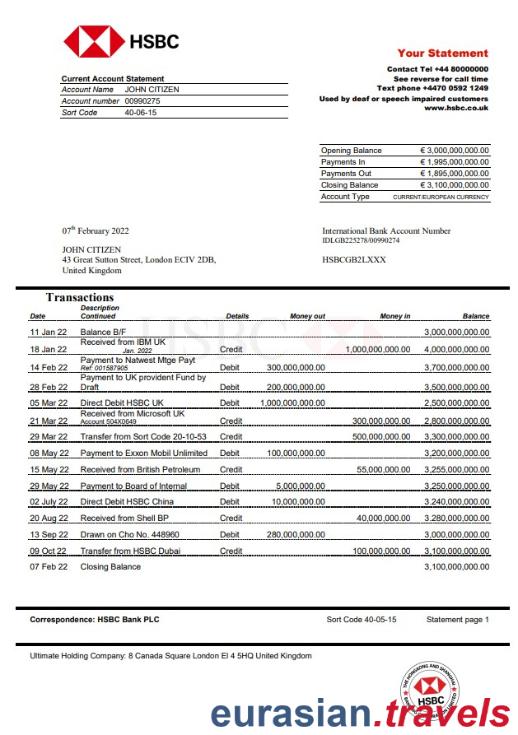 HSBC
Your Statement
Contact Tel +44 80000000
See reverse for call time
Text phone +4470 0592 1249
Used by deaf or speech impaired customers
www.hsbc.co.uk
Current Account Statement
Account Name JOHN CITIZEN
Account number 00990275
Sort Code 40-06-15
Opening Balance € 3,000,000,000.00
Payments In € 1,995,000,000.00
Payments Out € 1,895,000,000.00
Closing Balance € 3,100,000,000.00
Account Type CURRENT/EUROPEAN CURRENCY
07th February 2022
International Bank Account Number
IDLGB225278/00990274
JOHN CITIZEN
43 Great Sutton Street, London ECIV 2DB,
United Kingdom
HSBCGB2LXXX
Transactions
Date Description Continued Details Money out Money in Balance
11 Jan 22 Balance B/F 3,000,000,000.00
18 Jan 22 Received from IBM UK Jan. 2022 Credit 1,000,000,000.00 4,000,000,000.00
14 Feb 22 Payment to Natwest Mtge Payt Ref: 001587905 Debit 300,000,000.00 3,700,000,000.00
28 Feb 22 Payment to UK provident Fund by Draft Debit 200,000,000.00 3,500,000,000.00
05 Mar 22 Direct Debit HSBC UK Debit 1,000,000,000.00 2,500,000,000.00
21 Mar 22 Received from Microsoft UK Account 504X0649 Credit 300,000,000.00 2,800,000,000.00
29 Mar 22 Transfer from Sort Code 20-10-53 Credit 500,000,000.00 3,300,000,000.00
08 May 22 Payment to Exxon Mobil Unlimited Debit 100,000,000.00 3,200,000,000.00
15 May 22 Received from British Petroleum Credit 55,000,000.00 3,255,000,000.00
29 May 22 Payment to Board of Internal Debit 5,000,000.00 3,250,000,000.00
02 July 22 Direct Debit HSBC China Debit 10,000,000.00 3.240,000,000.00
20 Aug 22 Received from Shell BP Credit 40,000,000.00 3.280,000,000.00
13 Sep 22 Drawn on Cho No. 448960 Debit 280,000,000.00 3,000,000,000.00
09 Oct 22 Transfer from HSBC Dubai Credit 100,000,000.00 3,100,000,000.00
07 Feb 22 Closing Balance 3,100,000,000.00
Correspondence: HSBC Bank PLC Sort Code 40-05-15 Statement page 1
Ultimate Holding Company: 8 Canada Square London El 4 5HQ United Kingdom
THE HONGKONG AND SHANGHAI
HSBC
eurasian.travels